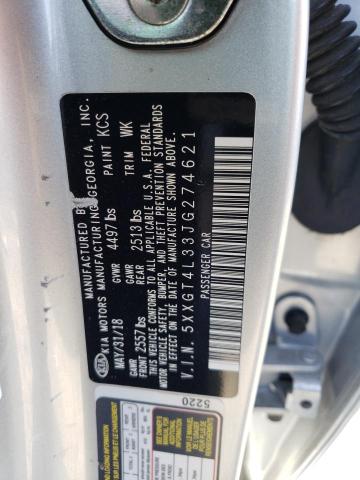 MANUFACTURED BY
KIA MOTORS MANUFACTURING GEORGIA, INC.
MAY/31/18 GVWR 4497 lbs PAINT KCS
GAWR FRONT 2557 lbs GAWR REAR 2513 lbs TRIM WK
THIS VEHICLE CONFORMS TO ALL APPLICABLE U.S.A. FEDERAL
MOTOR VEHICLE SAFETY, BUMPER, AND THEFT
PREVENTION STANDARDS IN EFFECT ON THE DATE OF
MANUFACTURE SHOWN ABOVE.
V.I.N. 5XXGT4L33JG274621
PASSENGER CAR
5220